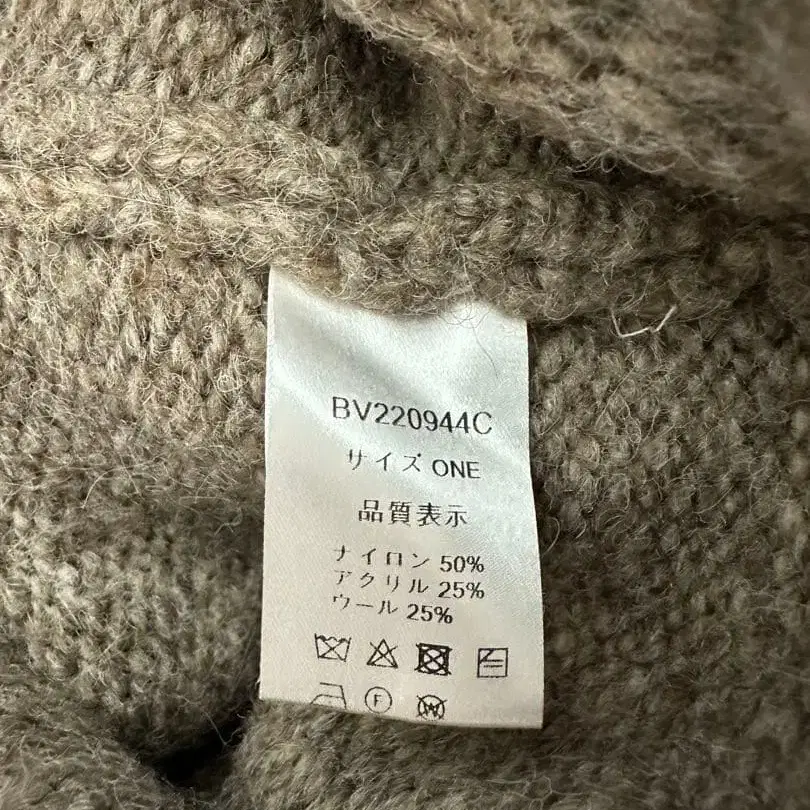 BV220944C
サイズ ONE
品質表示
ナイロン 50%
アクリル 25%
ウール 25%
F W